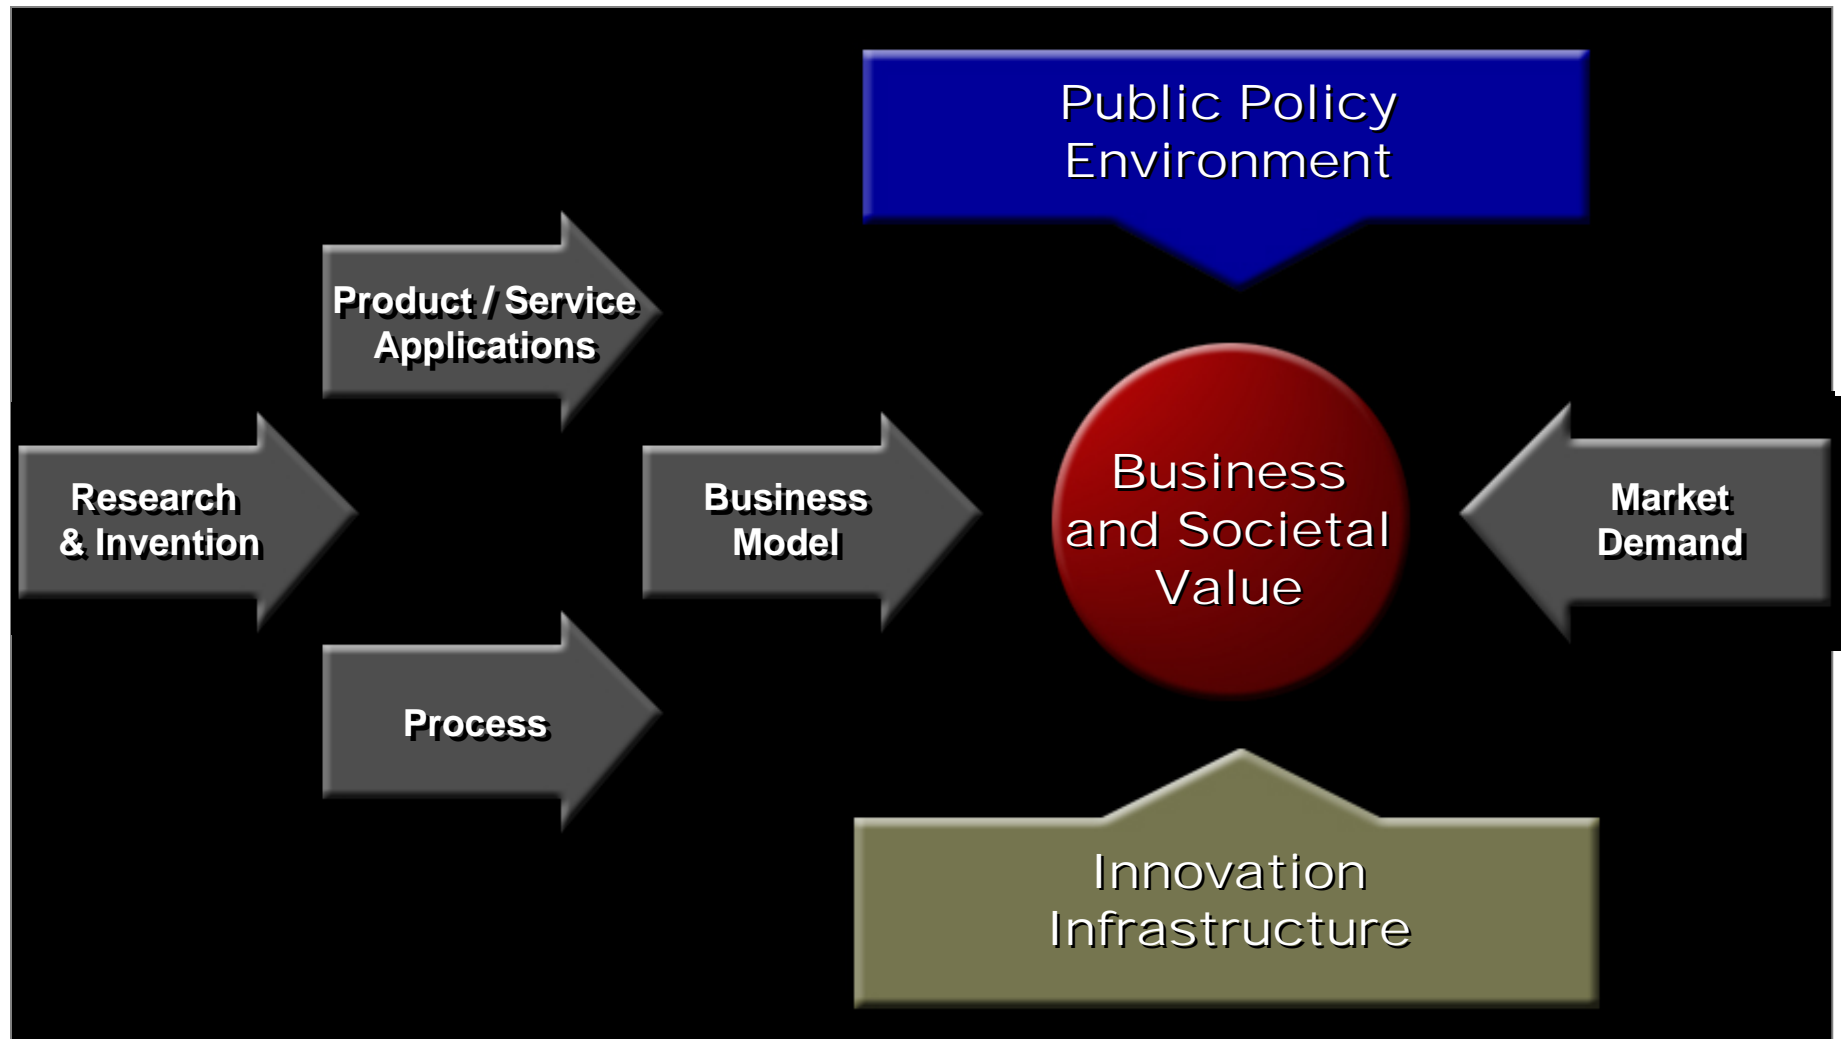 Public Policy
Environment
Product / Service
Applications
Research
& Invention
Business
Model
Business
and Societal
Value
Market
Demand
Process
Innovation
Infrastructure